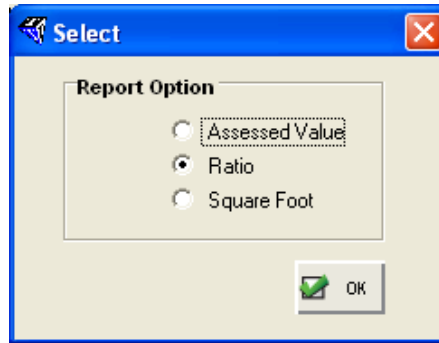 Select
Report Option
Assessed Value
Ratio
Square Foot
OK